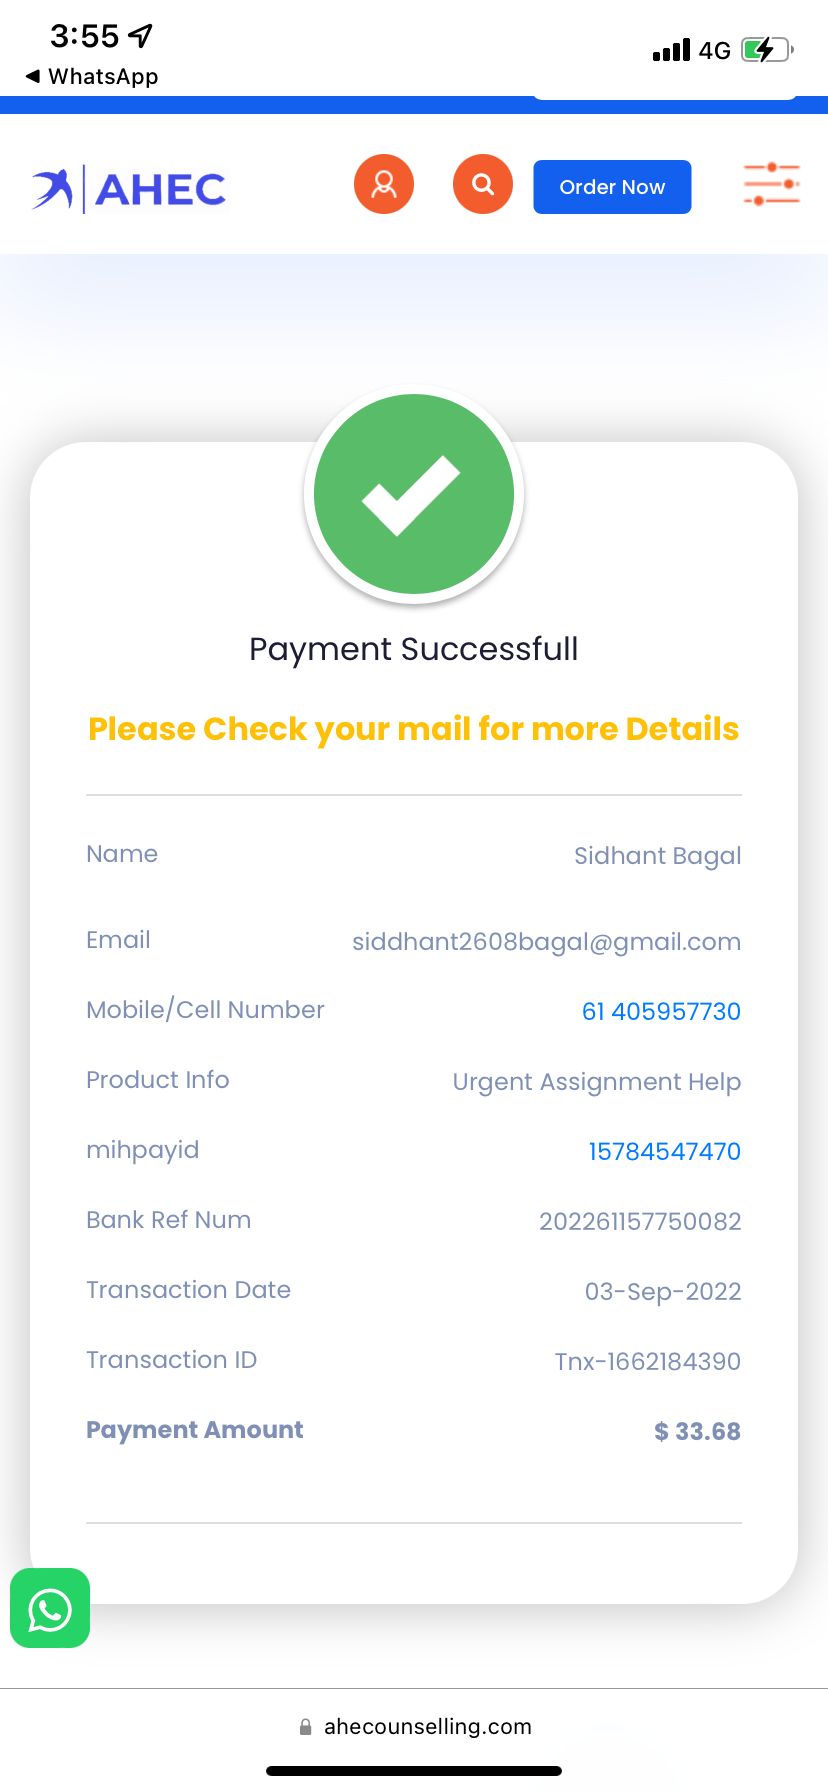 3:55
4G
◀ WhatsApp
AHEC
Order Now
Payment Successfull
Please Check your mail for more Details
Name Sidhant Bagal
Email siddhant2608bagal@gmail.com
Mobile/Cell Number 61 405957730
Product Info Urgent Assignment Help
mihpayid 15784547470
Bank Ref Num 202261157750082
Transaction Date 03-Sep-2022
Transaction ID Tnx-1662184390
Payment Amount $ 33.68
ahecounselling.com